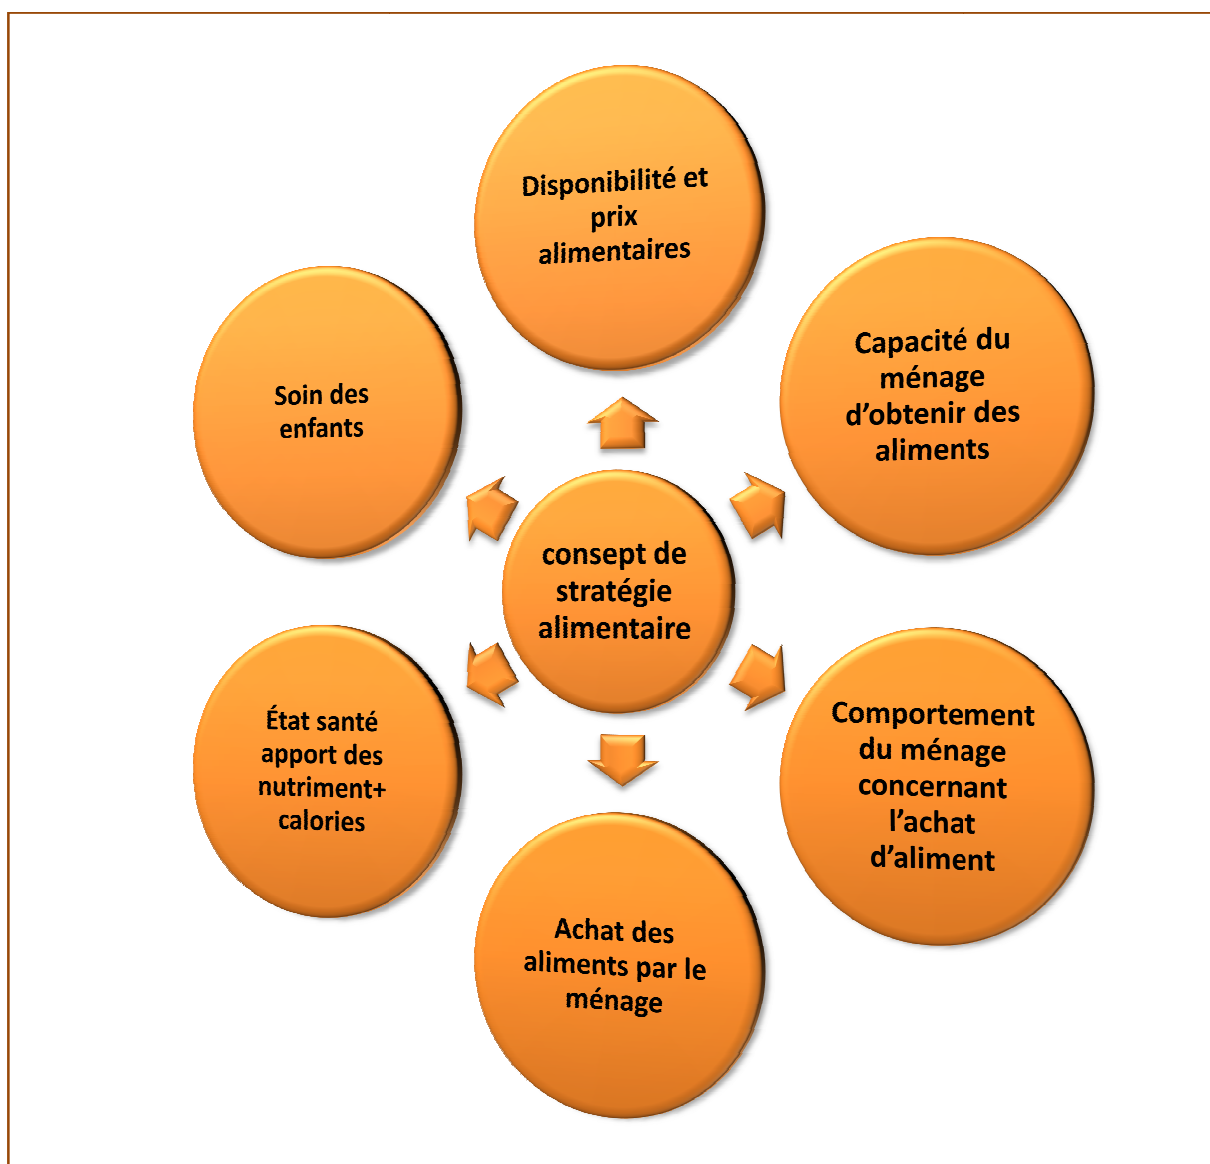 Disponibilité et
prix
alimentaires
Capacité du
ménage
d’obtenir des
aliments
Comportement
du ménage
concernant
l’achat
d’aliment
Achat des
aliments par le
ménage
État santé
apport des
nutriment+
calories
Soin des
enfants
consept de
stratégie
alimentaire